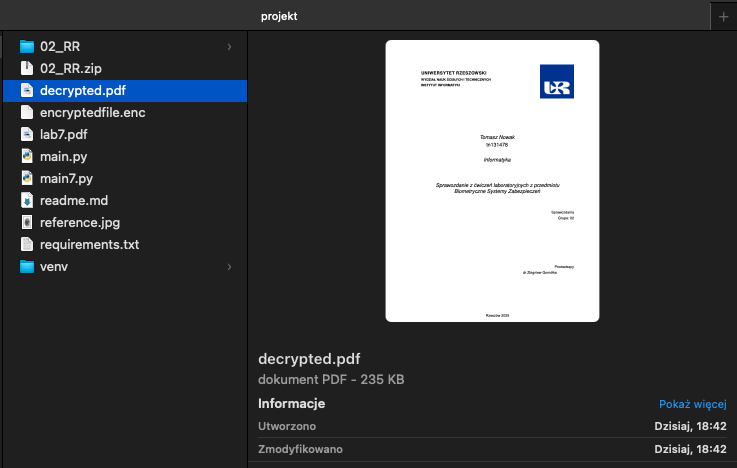 projekt
02_RR
02_RR.zip
decrypted.pdf
encryptedfile.enc
lab7.pdf
main.py
main7.py
readme.md
reference.jpg
requirements.txt
venv
UNIWERSYTET RZESZOWSKI
WYDZIAŁ NAUK ŚCISŁYCH I TECHNICZNYCH
INSTYTUT INFORMATYKI
UR
Tomasz Nowak
tn131478
Informatyka
Sprawozdanie z ćwiczeń laboratoryjnych z przedmiotu
Biometryczne Systemy Zabezpieczeń
Sprawozdanie
Grupa: 02
Prowadzący
dr Zbigniew Gomółka
Rzeszów 2025
decrypted.pdf
dokument PDF - 235 KB
Informacje
Pokaż więcej
Utworzono
Dzisiaj, 18:42
Zmodyfikowano
Dzisiaj, 18:42